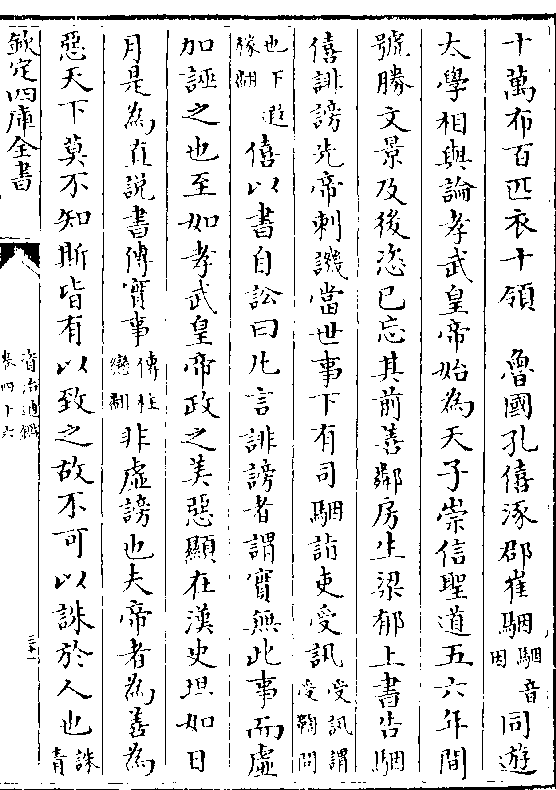 十萬布百匹衣十領　魯國孔僖涿郡崔駰駰音因同遊
太學相與論孝武皇帝始為天子崇信聖道五六年間
號勝文景及後恣已忘其前善鄰房生梁郁上書告駰
僖誹謗先帝刺譏當世事下有司駰詣吏受訊受訊謂受鞫問
也下遐稼翻僖以書自訟曰凡言誹謗者謂實無此事而虛
加誣之也至如孝武皇帝政之美惡顯在漢史坦如日
月是為直說書傳實事傳柱戀翻非虛謗也夫帝者為善為
惡天下莫不知斯皆有以致之故不可以誅於人也誅責
欽定四庫全書
資治通鑑
卷四十六